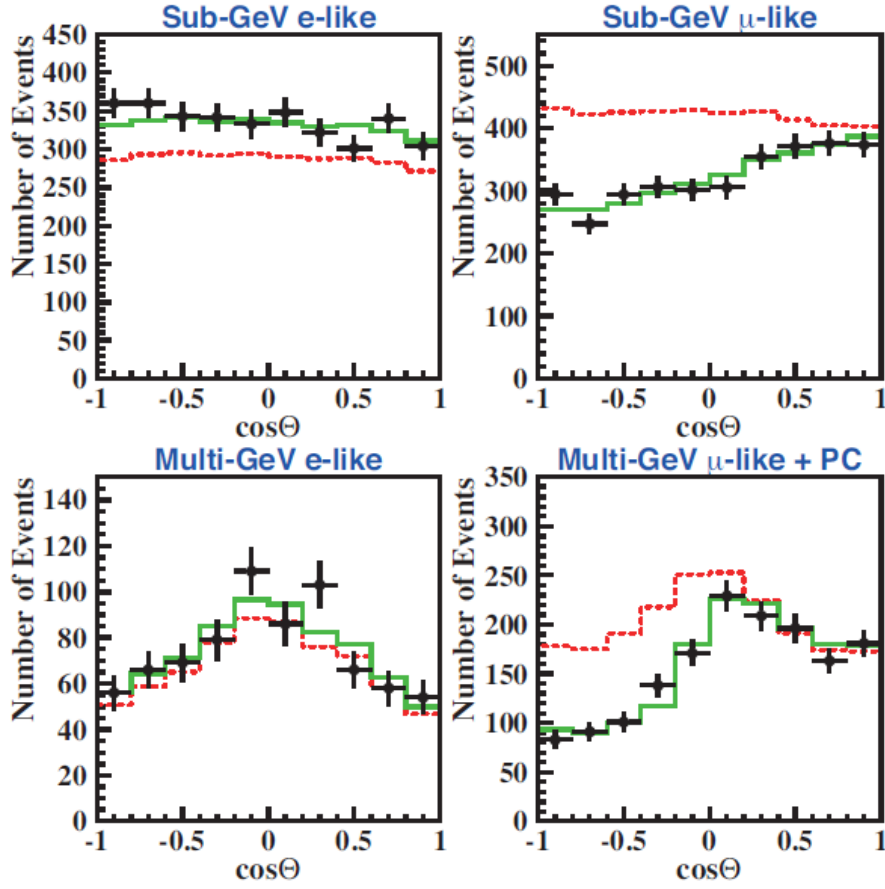 Sub-GeV e-like
Number of Events
450
400
350
300
250
200
150
100
50
0
-1 -0.5 0 0.5 1
cosΘ
Sub-GeV μ-like
Number of Events
500
400
300
200
100
0
-1 -0.5 0 0.5 1
cosΘ
Multi-GeV e-like
Number of Events
140
120
100
80
60
40
20
0
-1 -0.5 0 0.5 1
cosΘ
Multi-GeV μ-like + PC
Number of Events
350
300
250
200
150
100
50
0
-1 -0.5 0 0.5 1
cosΘ